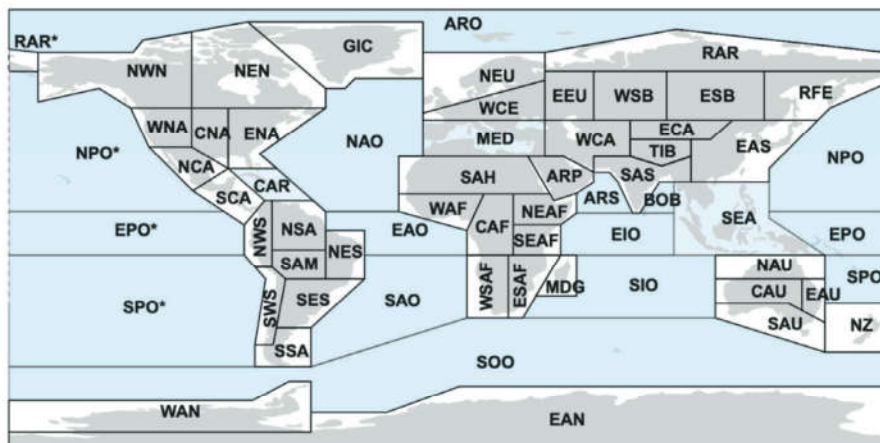 ARO
RAR*
GIC
RAR
NWN
NEN
NEU
EEU
WSB
ESB
RFE
WCE
WNA
CNA
ENA
NAO
MED
WCA
ECA
EAS
TIB
NPO*
NPO
NCA
SAH
ARP
SAS
SCA
CAR
ARS
BOB
WAF
NEAF
SEA
EPO*
NWS
NSA
EAO
CAF
SEAF
EIO
EPO
NES
SAM
NAU
SPO*
SWS
SES
SAO
WSAF
ESAF
MDG
SIO
CAU
EAU
SPO
SAU
NZ
SSA
SOO
WAN
EAN